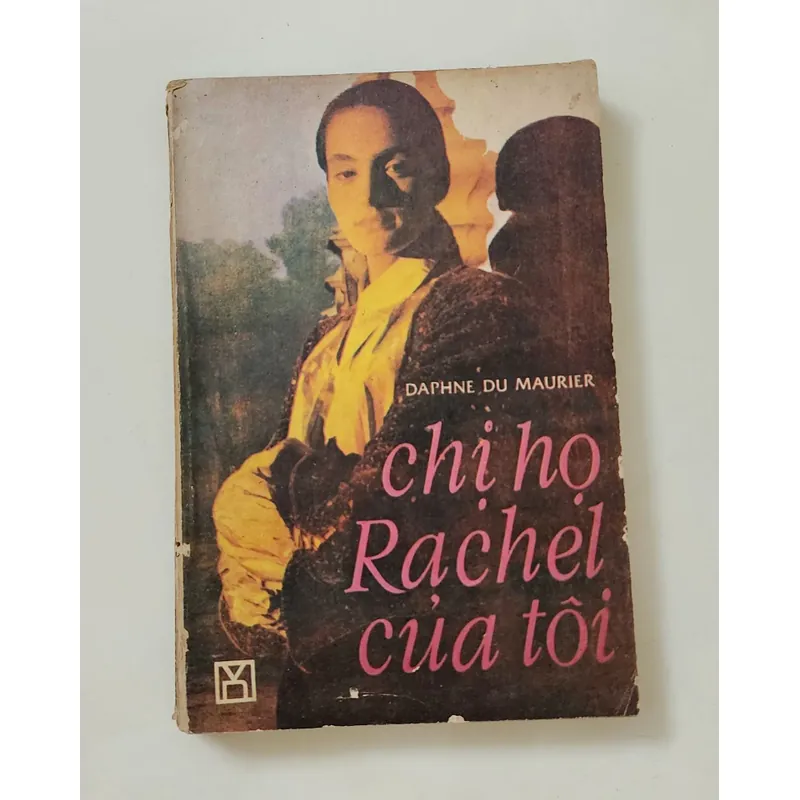 DAPHNE DU MAURIER
chị họ
Rachel
của tôi